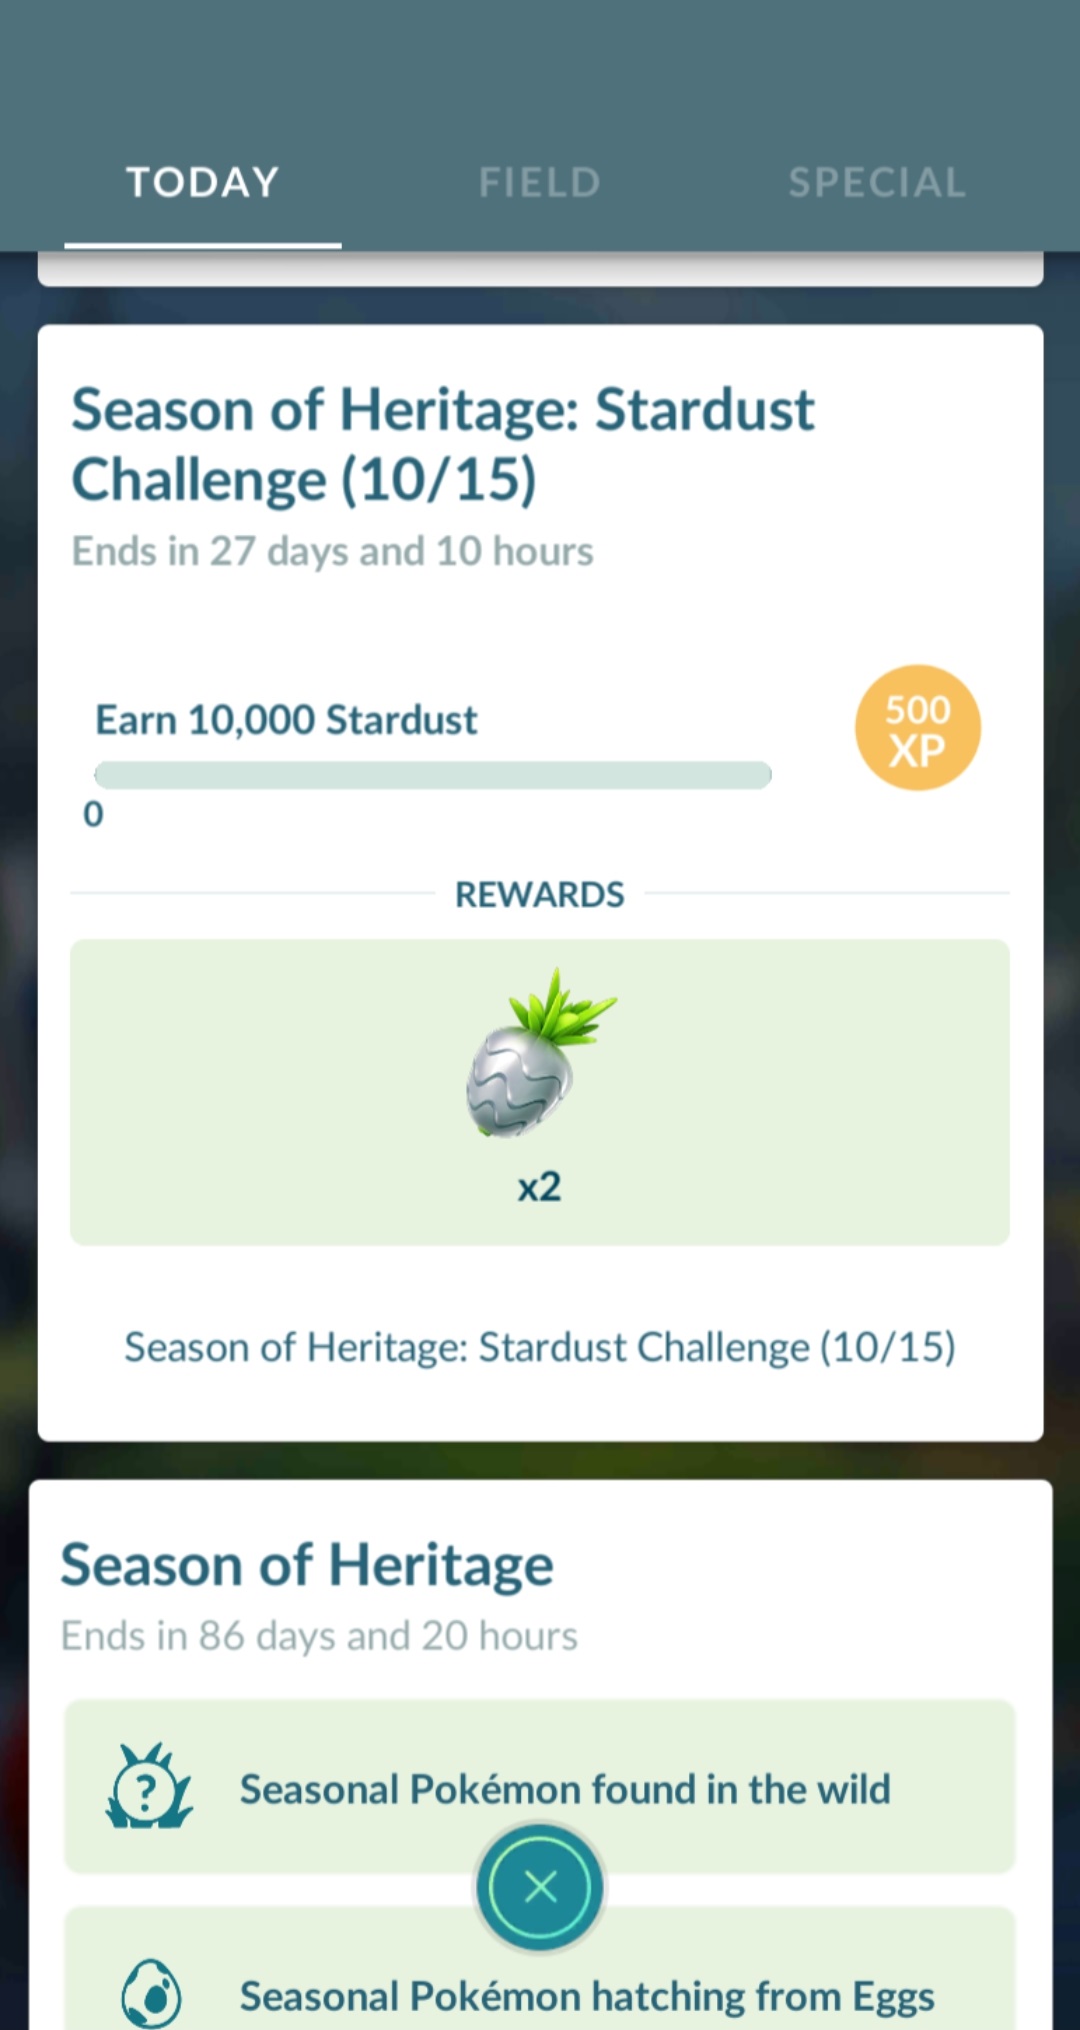 TODAY
FIELD
SPECIAL
Season of Heritage: Stardust
Challenge (10/15)
Ends in 27 days and 10 hours
Earn 10,000 Stardust
500
XP
0
REWARDS
x2
Season of Heritage: Stardust Challenge (10/15)
Season of Heritage
Ends in 86 days and 20 hours
?
Seasonal Pokémon found in the wild
Seasonal Pokémon hatching from Eggs